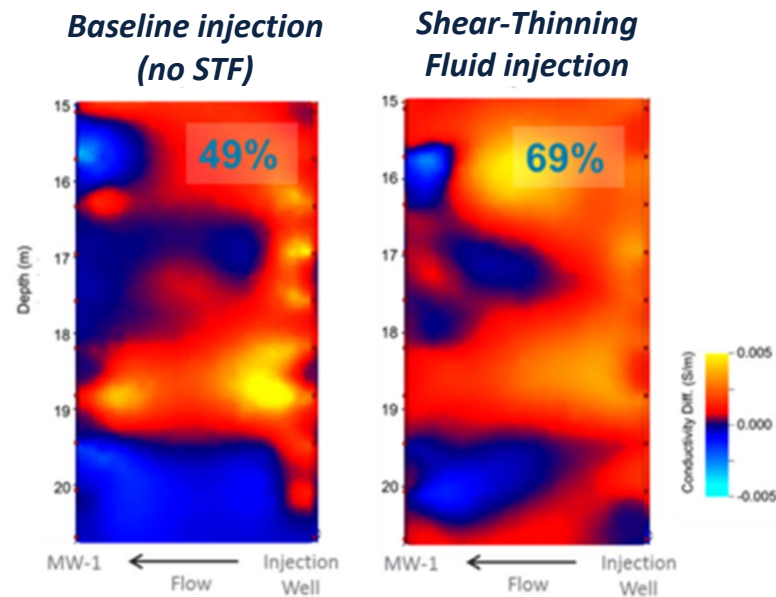 Baseline injection
(no STF)
Shear-Thinning
Fluid injection
49%
69%
Depth (m)
15
16
17
18
19
20
15
16
17
18
19
20
Conductivity Diff. (S/m)
0.005
0.000
-0.005
MW-1
Flow
Injection
Well
MW-1
Flow
Injection
Well